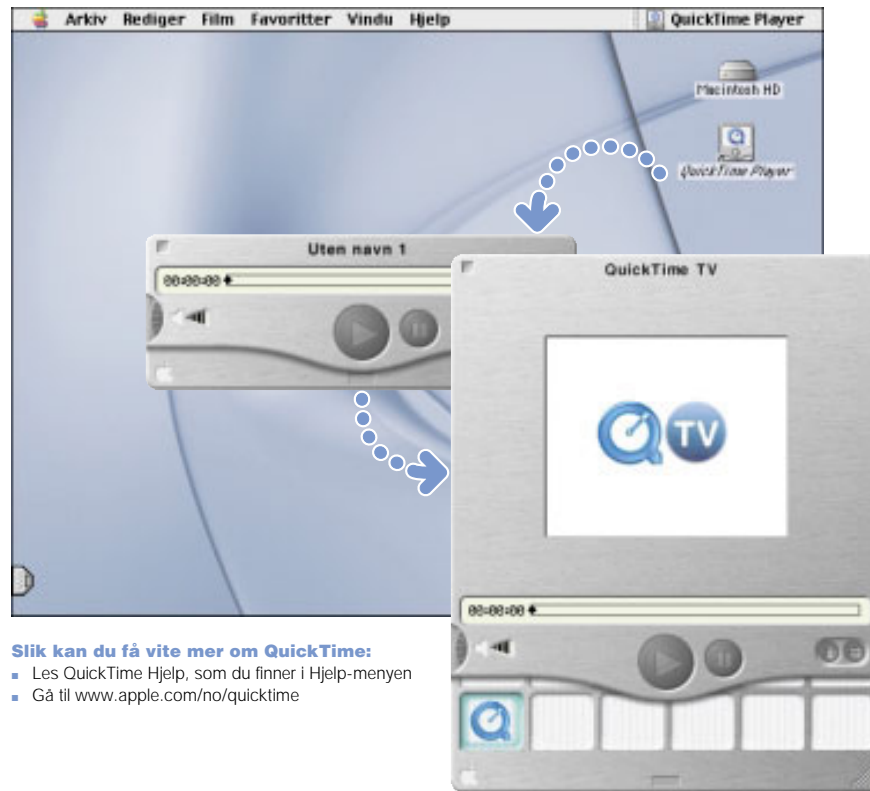 Arkiv Rediger Film Favoritter Vindu Hjelp QuickTime Player
Macintosh HD
QuickTime Player
Uten navn 1
00:00:00
QuickTime TV
TV
00:00:00
Slik kan du få vite mer om QuickTime:
Les QuickTime Hjelp, som du finner i Hjelp-menyen
Gå til www.apple.com/no/quicktime